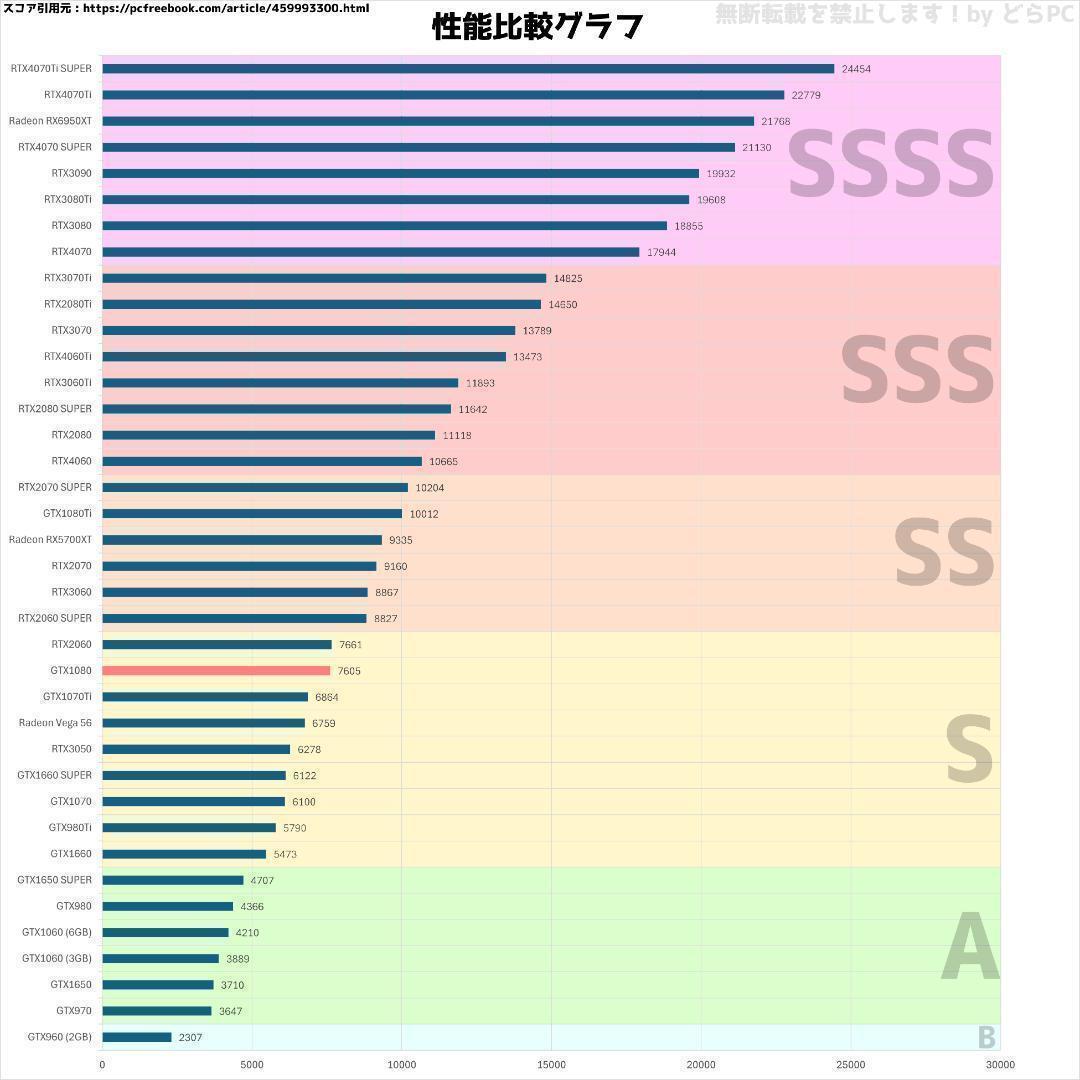 スコア引用元：https://pcfreebook.com/article/459993300.html
無断転載を禁止します！by どらPC
性能比較グラフ
RTX4070Ti SUPER 24454
RTX4070Ti 22779
Radeon RX6950XT 21768
RTX4070 SUPER 21130
SSSS
RTX3090 19932
RTX3080Ti 19608
RTX3080 18855
RTX4070 17944
RTX3070Ti 14825
RTX2080Ti 14650
RTX3070 13789
RTX4060Ti 13473
SSS
RTX3060Ti 11893
RTX2080 SUPER 11642
RTX2080 11118
RTX4060 10665
RTX2070 SUPER 10204
GTX1080Ti 10012
Radeon RX5700XT 9335
SS
RTX2070 9160
RTX3060 8867
RTX2060 SUPER 8827
RTX2060 7661
GTX1080 7605
GTX1070Ti 6864
Radeon Vega 56 6759
RTX3050 6278
S
GTX1660 SUPER 6122
GTX1070 6100
GTX980Ti 5790
GTX1660 5473
GTX1650 SUPER 4707
GTX980 4366
GTX1060 (6GB) 4210
A
GTX1060 (3GB) 3889
GTX1650 3710
GTX970 3647
GTX960 (2GB) 2307
B
0 5000 10000 15000 20000 25000 30000